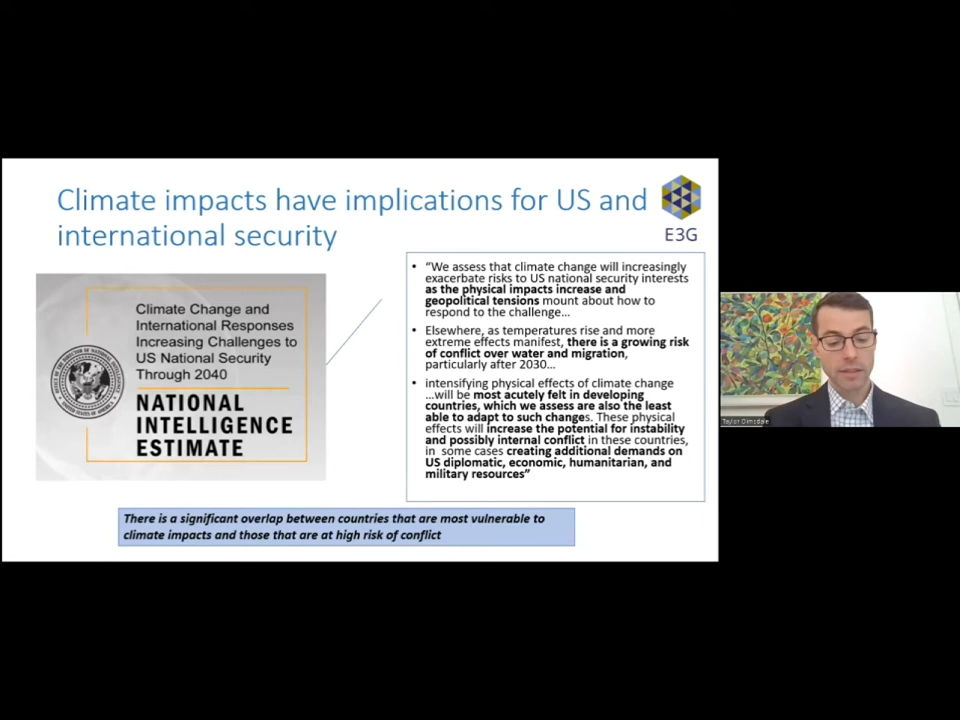 Climate impacts have implications for US and
international security
E3G
Climate Change and
International Responses
Increasing Challenges to
US National Security
Through 2040
NATIONAL
INTELLIGENCE
ESTIMATE
• “We assess that climate change will increasingly
exacerbate risks to US national security interests
as the physical impacts increase and
geopolitical tensions mount about how to
respond to the challenge…
• Elsewhere, as temperatures rise and more
extreme effects manifest, there is a growing risk
of conflict over water and migration,
particularly after 2030…
• intensifying physical effects of climate change
…will be most acutely felt in developing
countries, which we assess are also the least
able to adapt to such changes. These physical
effects will increase the potential for instability
and possibly internal conflict in these countries,
in some cases creating additional demands on
US diplomatic, economic, humanitarian, and
military resources”
There is a significant overlap between countries that are most vulnerable to
climate impacts and those that are at high risk of conflict
Taylor Dimsdale